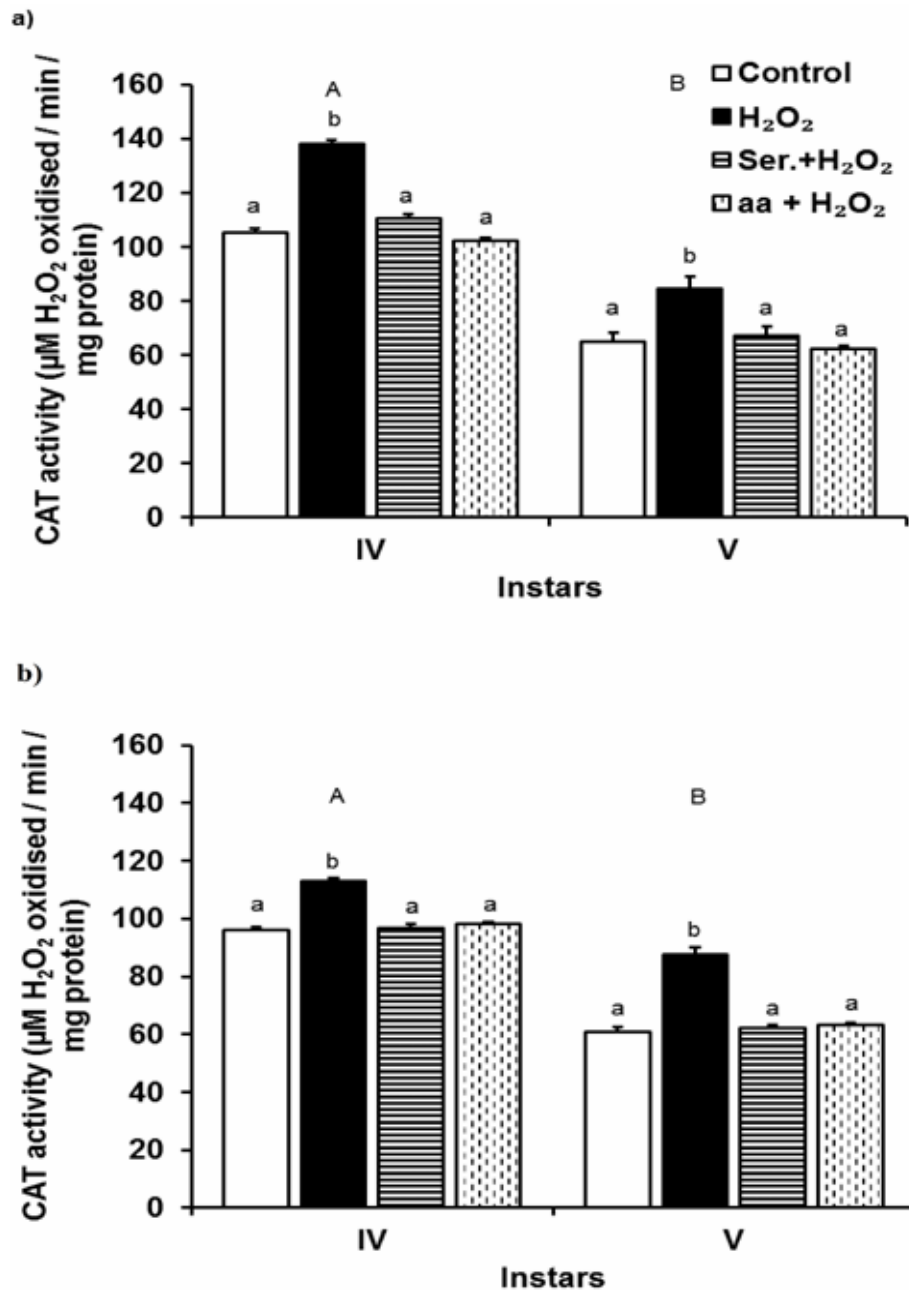 a)
CAT activity (µM H₂O₂ oxidised / min /
mg protein)
160
140
120
100
80
60
40
20
0
A
B
Control
H₂O₂
Ser.+H₂O₂
aa + H₂O₂
a
b
a
a
a
b
a
a
IV
V
Instars
b)
CAT activity (µM H₂O₂ oxidised / min /
mg protein)
160
140
120
100
80
60
40
20
0
A
B
a
b
a
a
a
b
a
a
IV
V
Instars